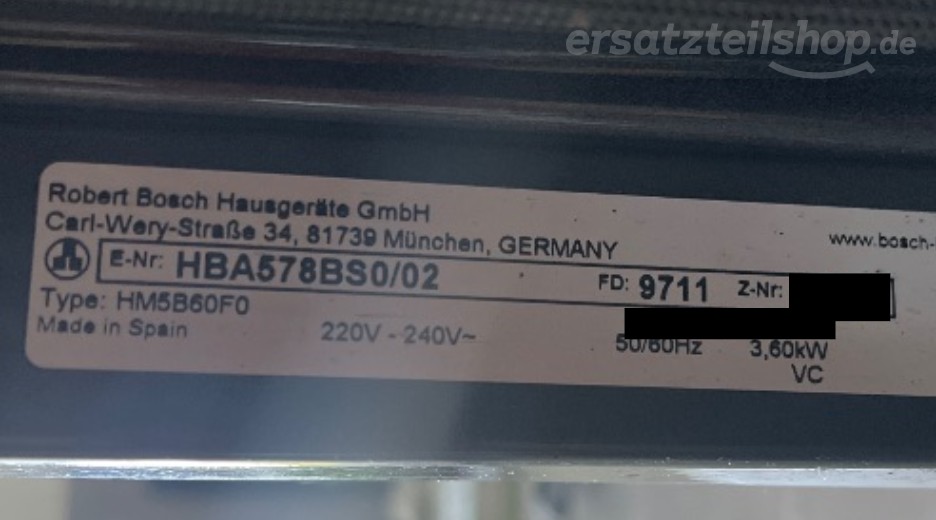 ersatzteilshop.de
Robert Bosch Hausgeräte GmbH
Carl-Wery-Straße 34, 81739 München, GERMANY
www.bosch-
E-Nr: HBA578BS0/02 FD: 9711 Z-Nr:
Type: HM5B60F0
Made in Spain 220V - 240V~ 50/60Hz 3,60kW
VC